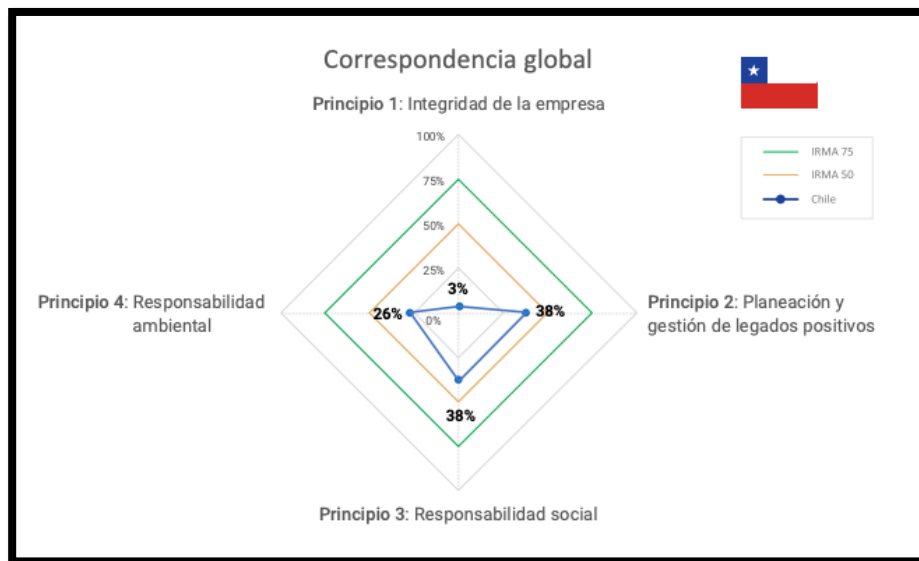 Correspondencia global
Principio 1: Integridad de la empresa
100%
75%
50%
25%
0%
IRMA 75
IRMA 50
Chile
3%
38%
26%
38%
Principio 4: Responsabilidad
ambiental
Principio 2: Planeación y
gestión de legados positivos
Principio 3: Responsabilidad social